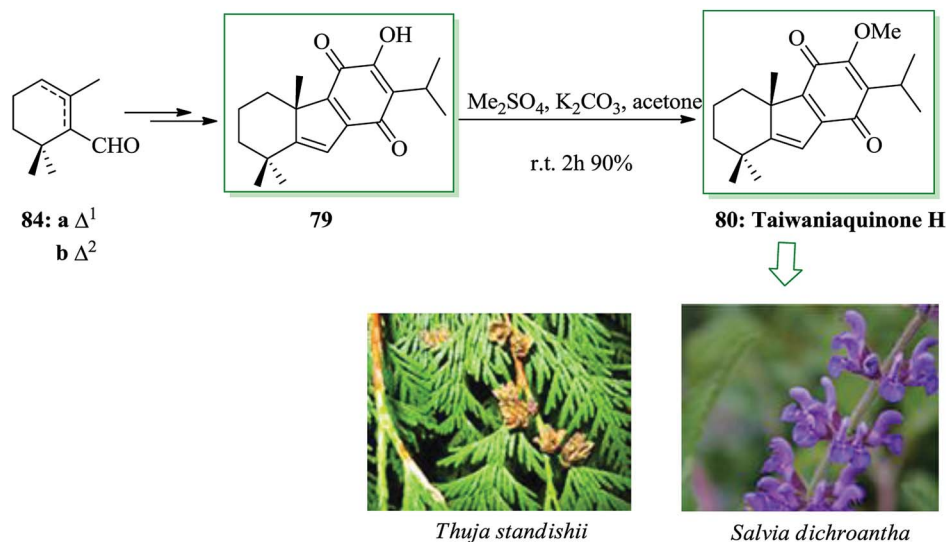 O
OH
CHO
O
84: a Δ¹
b Δ²
79
Me₂SO₄, K₂CO₃, acetone
r.t. 2h 90%
O
OMe
O
80: Taiwaniaquinone H
Thuja standishii
Salvia dichroantha